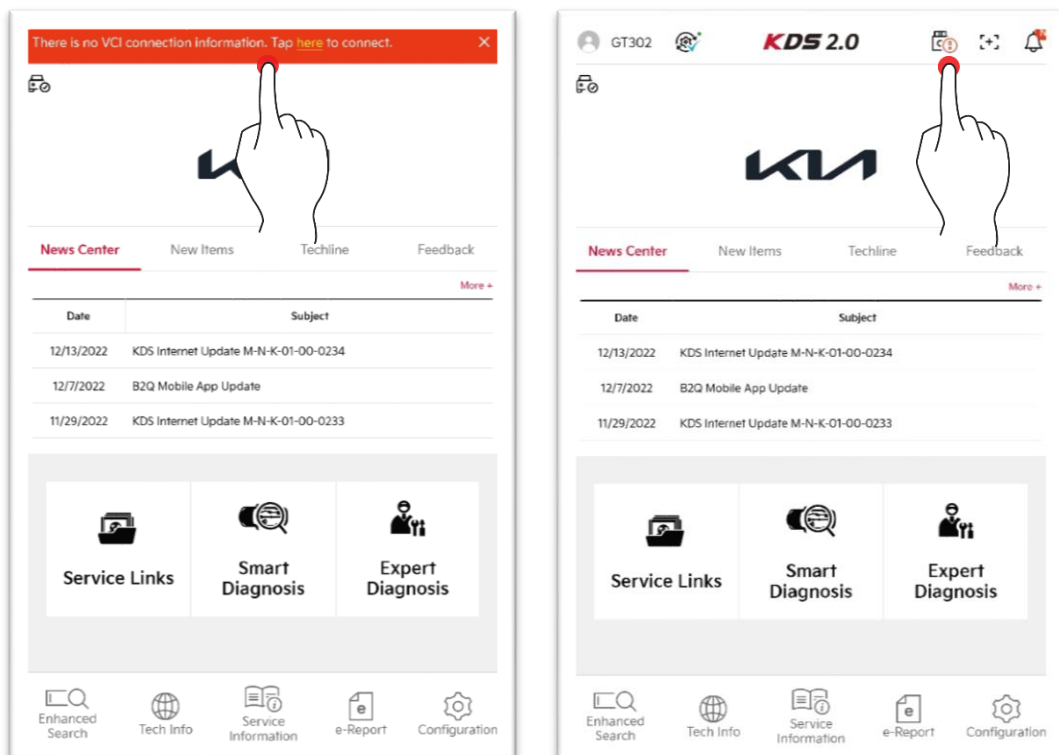 There is no VCI connection information. Tap here to connect.
News Center New Items Techline Feedback
More +
Date Subject
12/13/2022 KDS Internet Update M-N-K-01-00-0234
12/7/2022 B2Q Mobile App Update
11/29/2022 KDS Internet Update M-N-K-01-00-0233
Service Links
Smart
Diagnosis
Expert
Diagnosis
Enhanced
Search
Tech Info
Service
Information
e
e-Report
Configuration
GT302 KDS 2.0
KIA
News Center New Items Techline Feedback
More +
Date Subject
12/13/2022 KDS Internet Update M-N-K-01-00-0234
12/7/2022 B2Q Mobile App Update
11/29/2022 KDS Internet Update M-N-K-01-00-0233
Service Links
Smart
Diagnosis
Expert
Diagnosis
Enhanced
Search
Tech Info
Service
Information
e
e-Report
Configuration